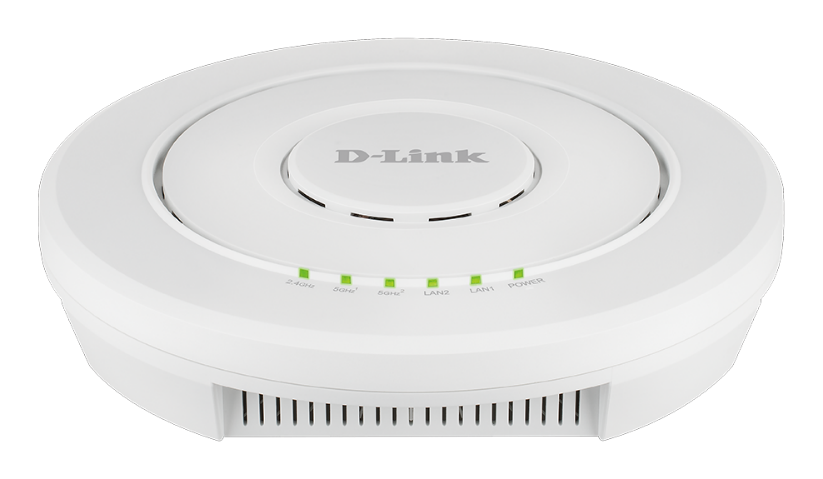 D-Link
2.4GHz 5GHz¹ 5GHz² LAN2 LAN1 POWER